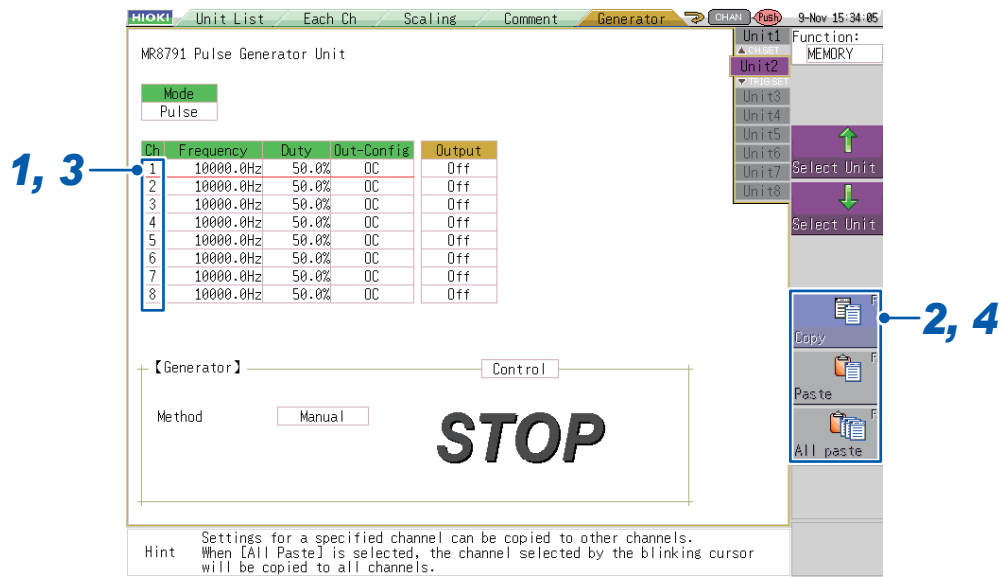 HIOKI Unit List Each Ch Scaling Comment Generator CHAN Push 9-Nov 15:34:05
Unit1 Function:
MR8791 Pulse Generator Unit ▲CHSET MEMORY
Unit2
▼TRIG SET
Mode Unit3
Pulse Unit4
Unit5
Ch Frequency Duty Out-Config Output Unit6
1, 3 1 10000.0Hz 50.0% OC Off Unit7 Select Unit
2 10000.0Hz 50.0% OC Off Unit8
3 10000.0Hz 50.0% OC Off
4 10000.0Hz 50.0% OC Off Select Unit
5 10000.0Hz 50.0% OC Off
6 10000.0Hz 50.0% OC Off
7 10000.0Hz 50.0% OC Off
8 10000.0Hz 50.0% OC Off
F
2, 4
Copy
【Generator】 Control F
Paste
Method Manual STOP F
All paste
Hint Settings for a specified channel can be copied to other channels.
When [All Paste] is selected, the channel selected by the blinking cursor
will be copied to all channels.